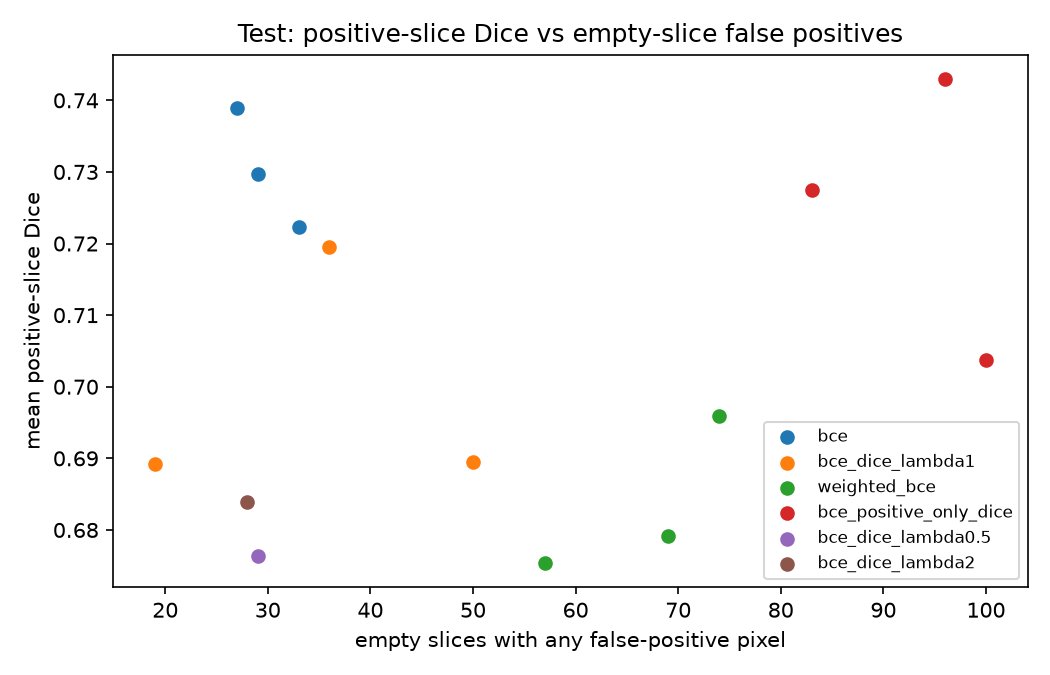 Test: positive-slice Dice vs empty-slice false positives
mean positive-slice Dice
0.74
0.73
0.72
0.71
0.70
0.69
0.68
bce
bce_dice_lambda1
weighted_bce
bce_positive_only_dice
bce_dice_lambda0.5
bce_dice_lambda2
20 30 40 50 60 70 80 90 100
empty slices with any false-positive pixel